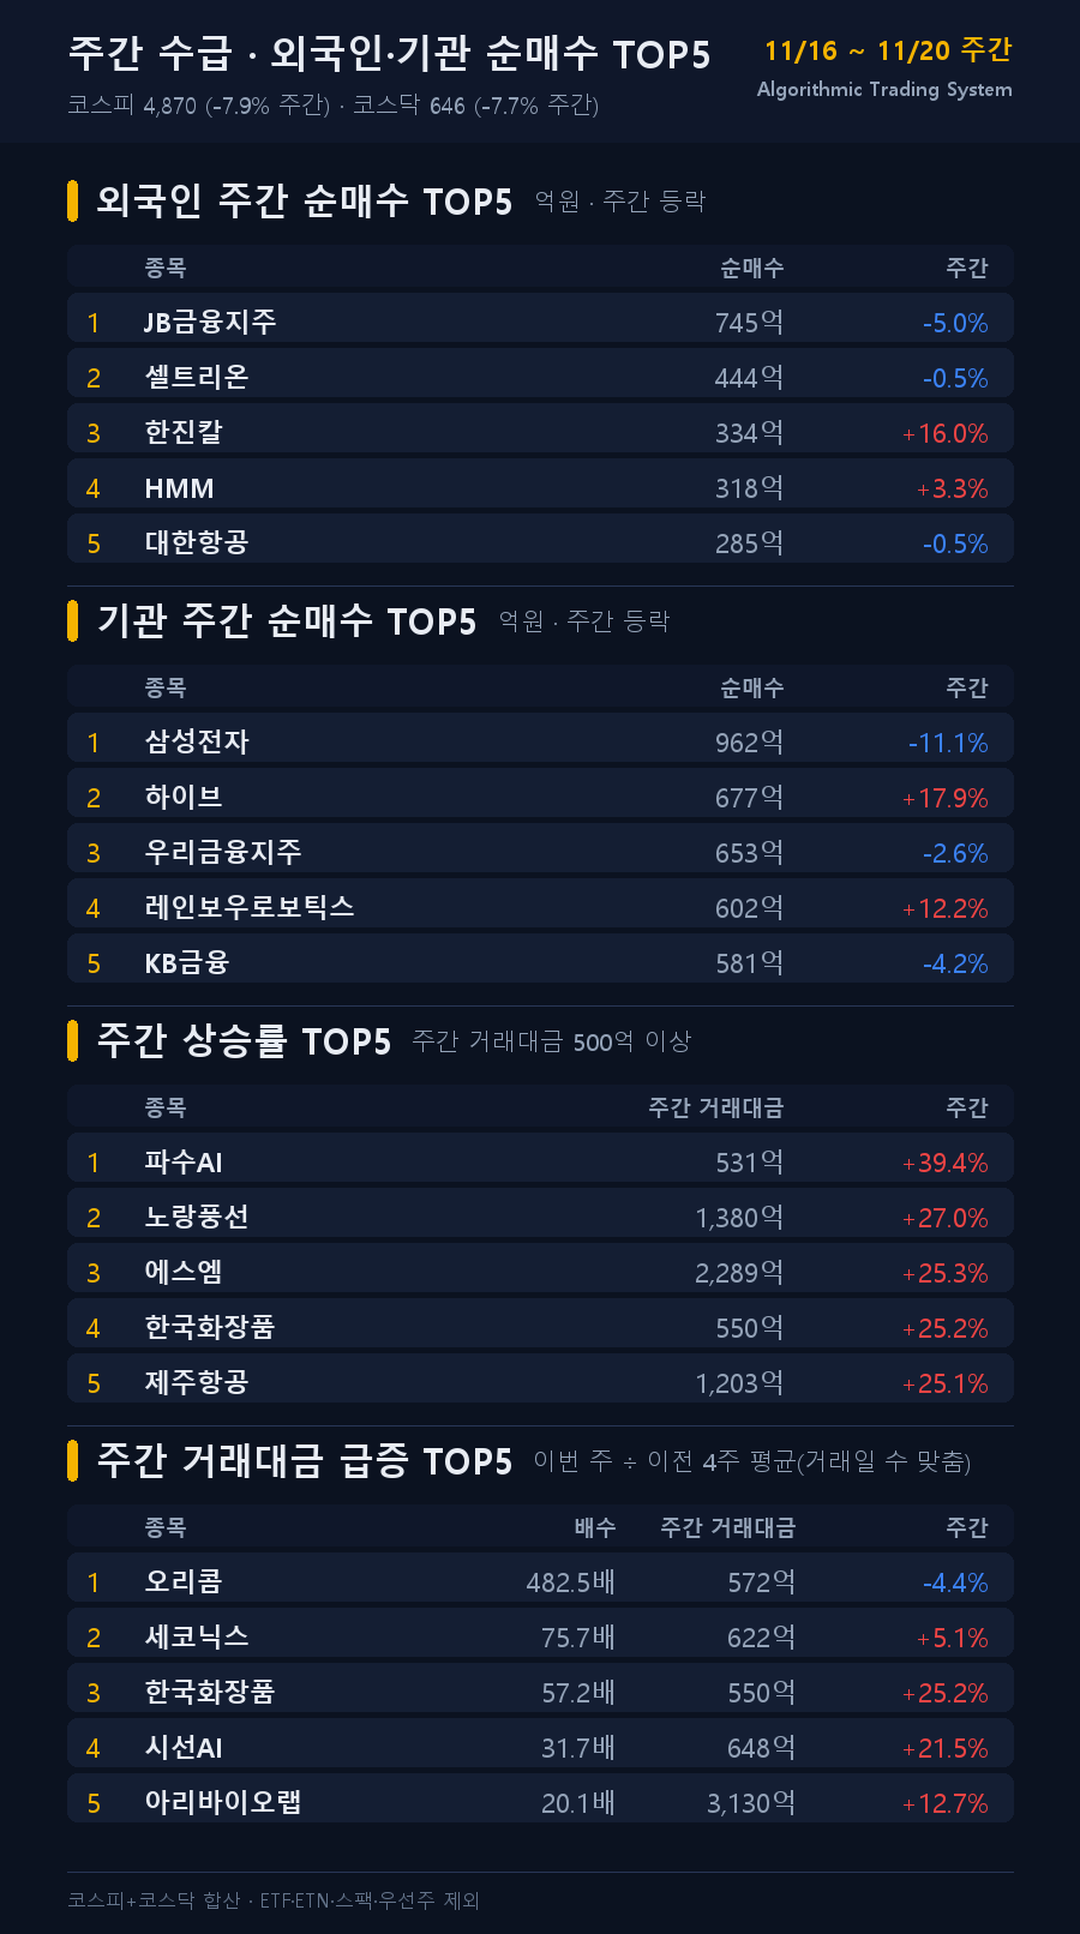 주간 수급 · 외국인·기관 순매수 TOP5
11/16 ~ 11/20 주간
코스피 4,870 (-7.9% 주간) · 코스닥 646 (-7.7% 주간)
Algorithmic Trading System
외국인 주간 순매수 TOP5 억원 · 주간 등락
종목 순매수 주간
1 JB금융지주 745억 -5.0%
2 셀트리온 444억 -0.5%
3 한진칼 334억 +16.0%
4 HMM 318억 +3.3%
5 대한항공 285억 -0.5%
기관 주간 순매수 TOP5 억원 · 주간 등락
종목 순매수 주간
1 삼성전자 962억 -11.1%
2 하이브 677억 +17.9%
3 우리금융지주 653억 -2.6%
4 레인보우로보틱스 602억 +12.2%
5 KB금융 581억 -4.2%
주간 상승률 TOP5 주간 거래대금 500억 이상
종목 주간 거래대금 주간
1 파수AI 531억 +39.4%
2 노랑풍선 1,380억 +27.0%
3 에스엠 2,289억 +25.3%
4 한국화장품 550억 +25.2%
5 제주항공 1,203억 +25.1%
주간 거래대금 급증 TOP5 이번 주 ÷ 이전 4주 평균(거래일 수 맞춤)
종목 배수 주간 거래대금 주간
1 오리콤 482.5배 572억 -4.4%
2 세코닉스 75.7배 622억 +5.1%
3 한국화장품 57.2배 550억 +25.2%
4 시선AI 31.7배 648억 +21.5%
5 아리바이오랩 20.1배 3,130억 +12.7%
코스피+코스닥 합산 · ETF·ETN·스팩·우선주 제외